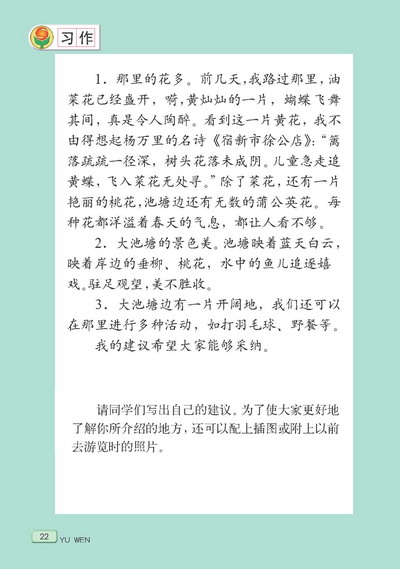 习作
1．那里的花多。前几天,我路过那里,油
菜花已经盛开，嗬,黄灿灿的一片，蝴蝶飞舞
其间,真是令人陶醉。看到这一片黄花，我不
由得想起杨万里的名诗《宿新市徐公店》:“篱
落疏疏一径深，树头花落未成阴。儿童急走追
黄蝶，飞入菜花无处寻。”除了菜花,还有一片
艳丽的桃花,池塘边还有无数的蒲公英花。每
种花都洋溢着春天的气息，都让人看不够。
2．大池塘的景色美。池塘映着蓝天白云，
映着岸边的垂柳、桃花，水中的鱼儿追逐嬉
戏。驻足观望,美不胜收。
3．大池塘边有一片开阔地，我们还可以
在那里进行多种活动，如打羽毛球、野餐等。
我的建议希望大家能够采纳。
请同学们写出自己的建议。为了使大家更好地
了解你所介绍的地方,还可以配上插图或附上以前
去游览时的照片。
22
YU WEN